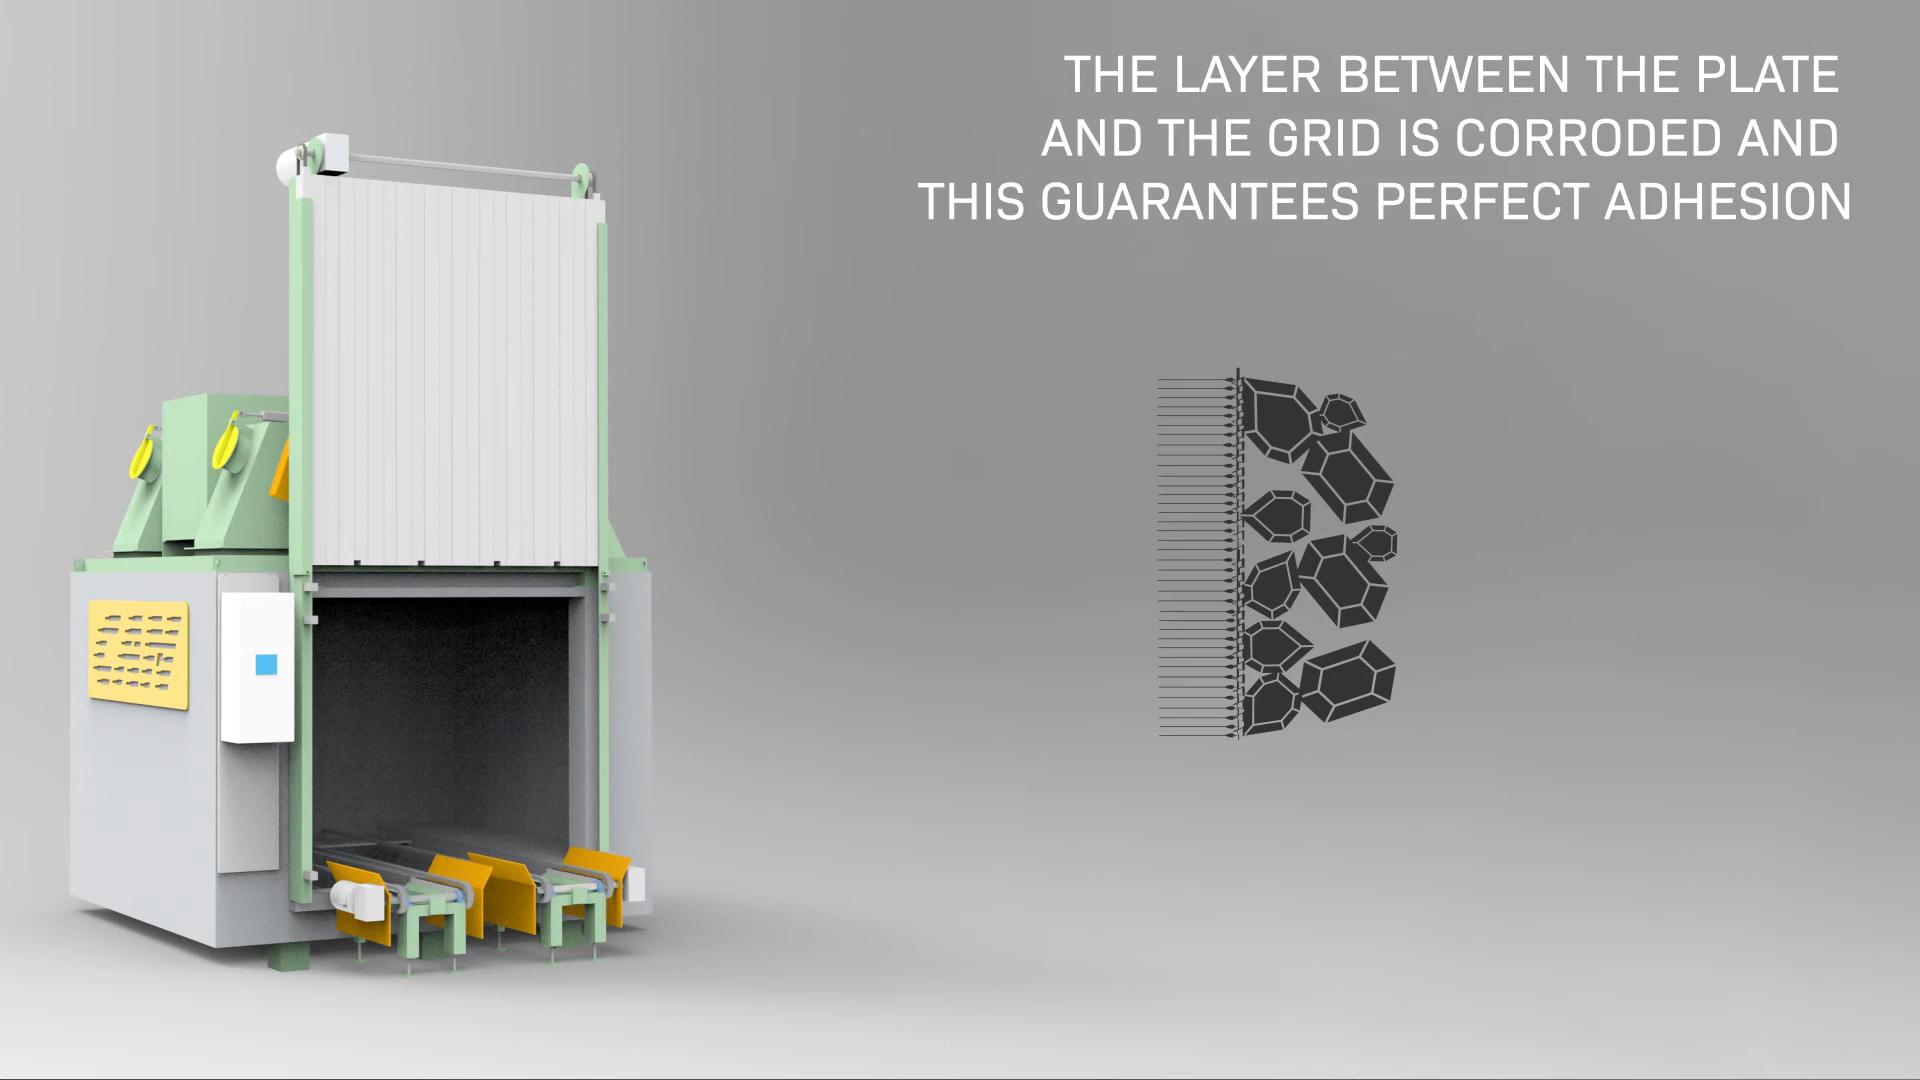 THE LAYER BETWEEN THE PLATE
AND THE GRID IS CORRODED AND
THIS GUARANTEES PERFECT ADHESION